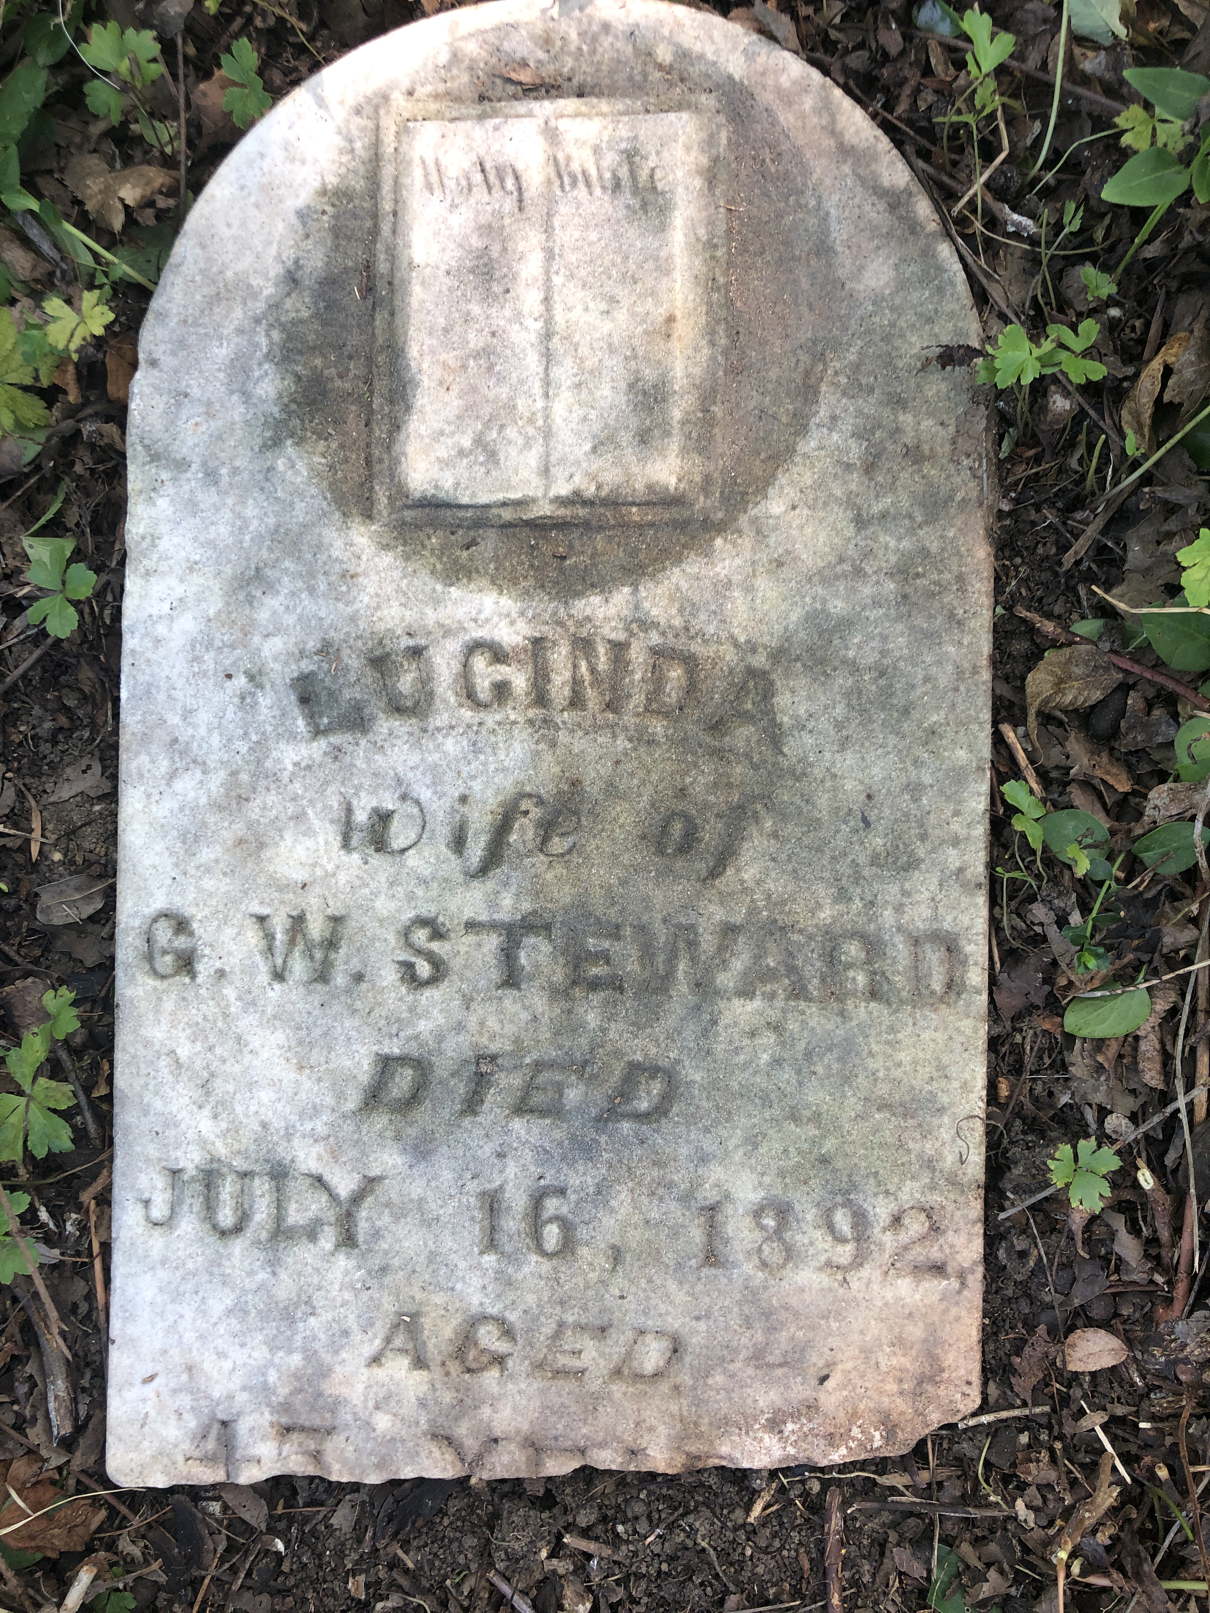 Holy Bible
LUCINDA
Wife of
G. W. STEWARD
DIED
JULY 16, 1892
AGED